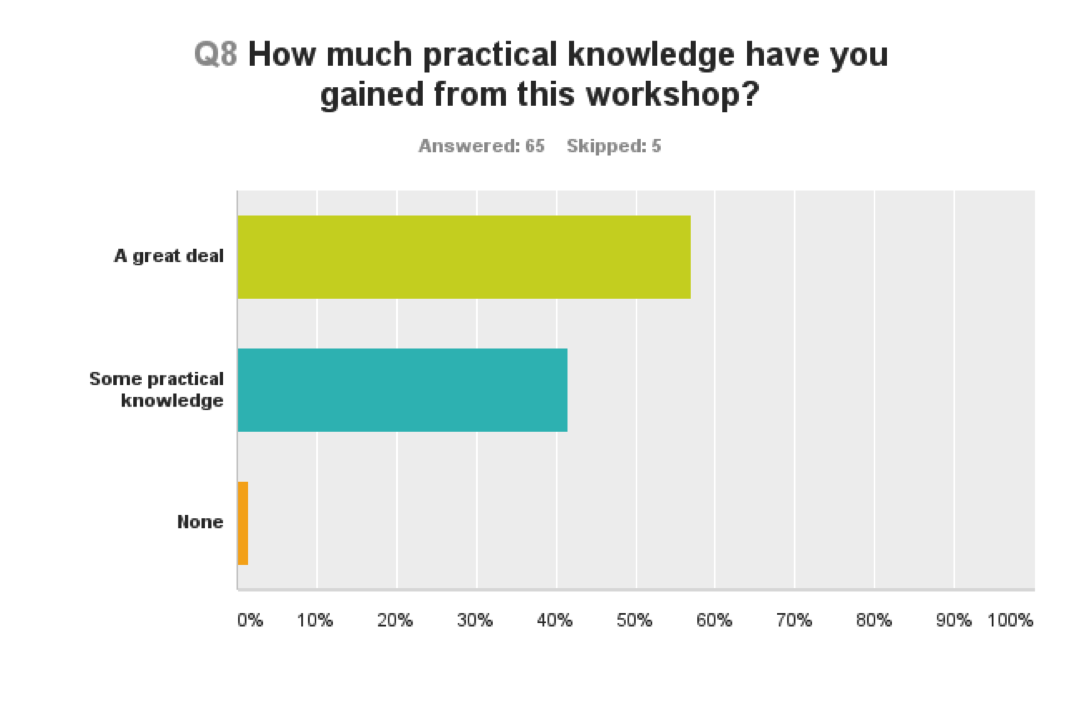 Q8 How much practical knowledge have you
gained from this workshop?
Answered: 65 Skipped: 5
A great deal
Some practical
knowledge
None
0% 10% 20% 30% 40% 50% 60% 70% 80% 90% 100%